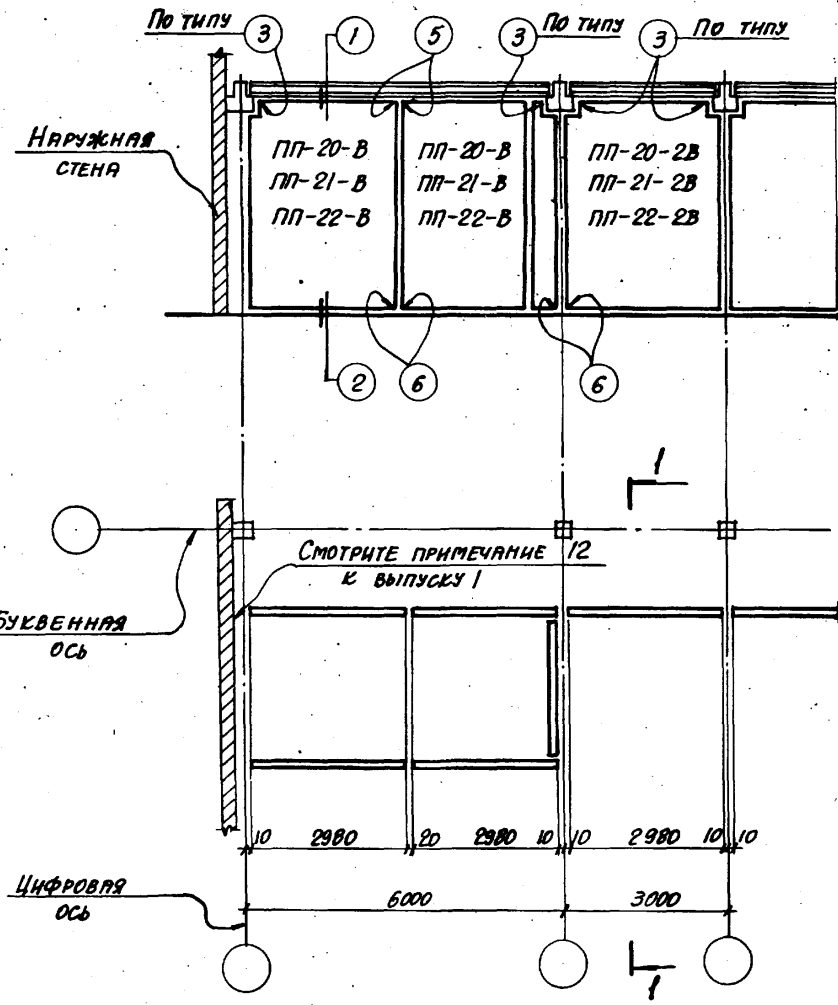 По типу 3 1 5 3 По типу 3 По типу
Наружная
стена
ПП-20-В ПП-20-В ПП-20-2В
ПП-21-В ПП-21-В ПП-21-2В
ПП-22-В ПП-22-В ПП-22-2В
2 6 6
1
Смотрите примечание 12
к выпуску 1
Буквенная
ось
10 2980 20 2980 10 10 2980 10 10
Цифровая
ось
6000 3000
1